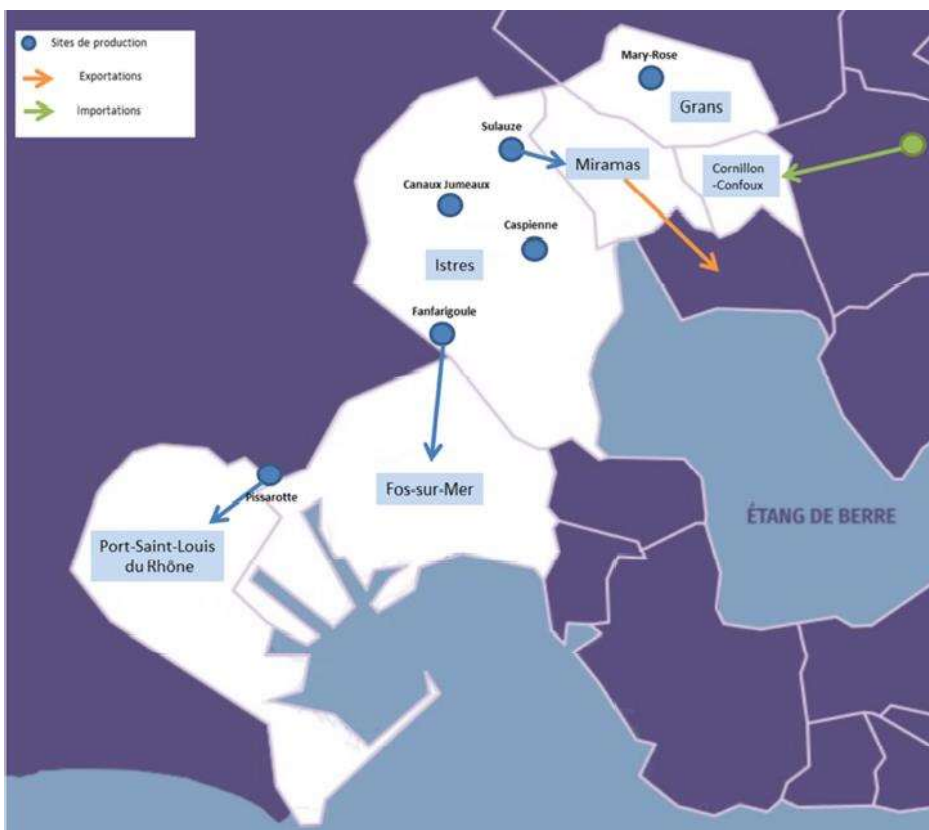 Sites de production
Exportations
Importations
Mary-Rose
Grans
Sulauze
Miramas
Cornillon
-Confoux
Canaux Jumeaux
Caspienne
Istres
Fanfarigoule
Pissarotte
Fos-sur-Mer
Port-Saint-Louis
du Rhône
ÉTANG DE BERRE